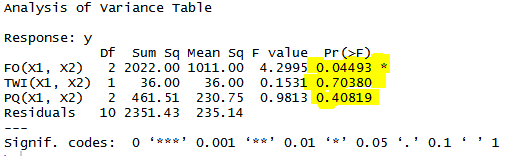 Analysis of Variance Table
Response: y
Df Sum Sq Mean Sq F value Pr(>F)
FO(X1, X2) 2 2022.00 1011.00 4.2995 0.04493 *
TWI(X1, X2) 1 36.00 36.00 0.1531 0.70380
PQ(X1, X2) 2 461.51 230.75 0.9813 0.40819
Residuals 10 2351.43 235.14
---
Signif. codes: 0 ‘***’ 0.001 ‘**’ 0.01 ‘*’ 0.05 ‘.’ 0.1 ‘ ’ 1